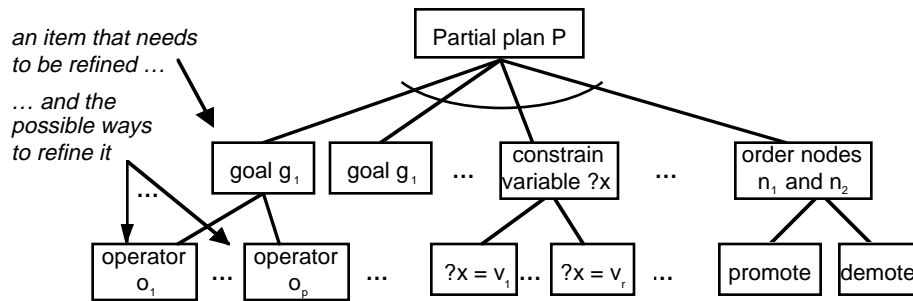 Partial plan P
an item that needs
to be refined ...
... and the
possible ways
to refine it
goal g₁
goal g₁
...
constrain
variable ?x
...
order nodes
n₁ and n₂
...
operator
o₁
...
operator
oₚ
...
?x = v₁
...
?x = vᵣ
...
promote
demote